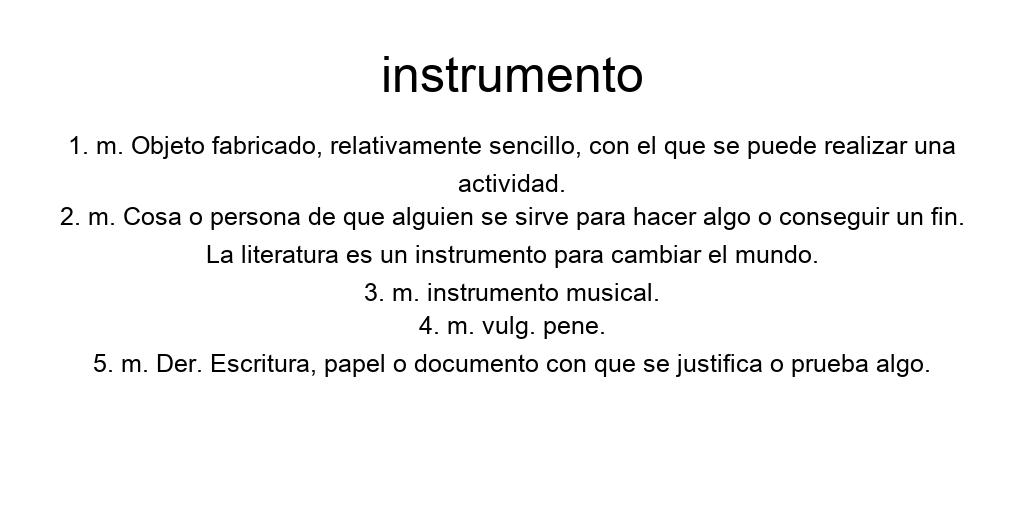 instrumento
1. m. Objeto fabricado, relativamente sencillo, con el que se puede realizar una
actividad.
2. m. Cosa o persona de que alguien se sirve para hacer algo o conseguir un fin.
La literatura es un instrumento para cambiar el mundo.
3. m. instrumento musical.
4. m. vulg. pene.
5. m. Der. Escritura, papel o documento con que se justifica o prueba algo.